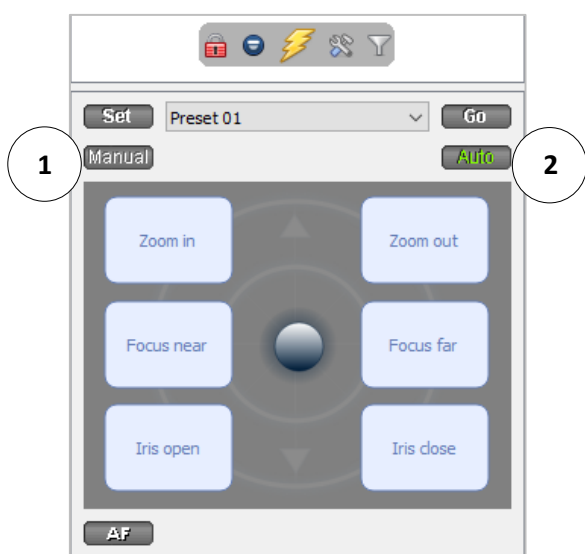 Set Preset 01 Go
1 Manual Auto 2
Zoom in Zoom out
Focus near Focus far
Iris open Iris close
AF